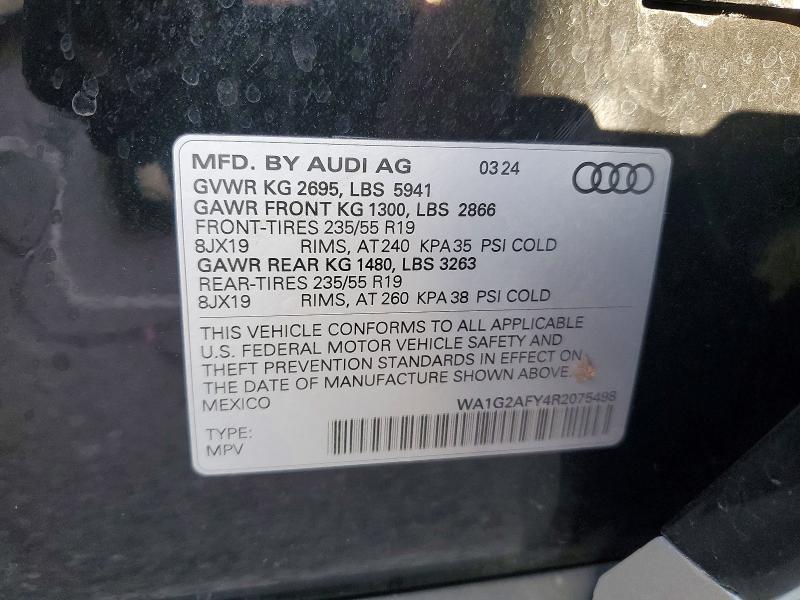 MFD. BY AUDI AG 03 24
GVWR KG 2695, LBS 5941
GAWR FRONT KG 1300, LBS 2866
FRONT-TIRES 235/55 R19
8JX19 RIMS, AT 240 KPA 35 PSI COLD
GAWR REAR KG 1480, LBS 3263
REAR-TIRES 235/55 R19
8JX19 RIMS, AT 260 KPA 38 PSI COLD
THIS VEHICLE CONFORMS TO ALL APPLICABLE
U.S. FEDERAL MOTOR VEHICLE SAFETY AND
THEFT PREVENTION STANDARDS IN EFFECT ON
THE DATE OF MANUFACTURE SHOWN ABOVE.
MEXICO WA1G2AFY4R2075498
TYPE:
MPV